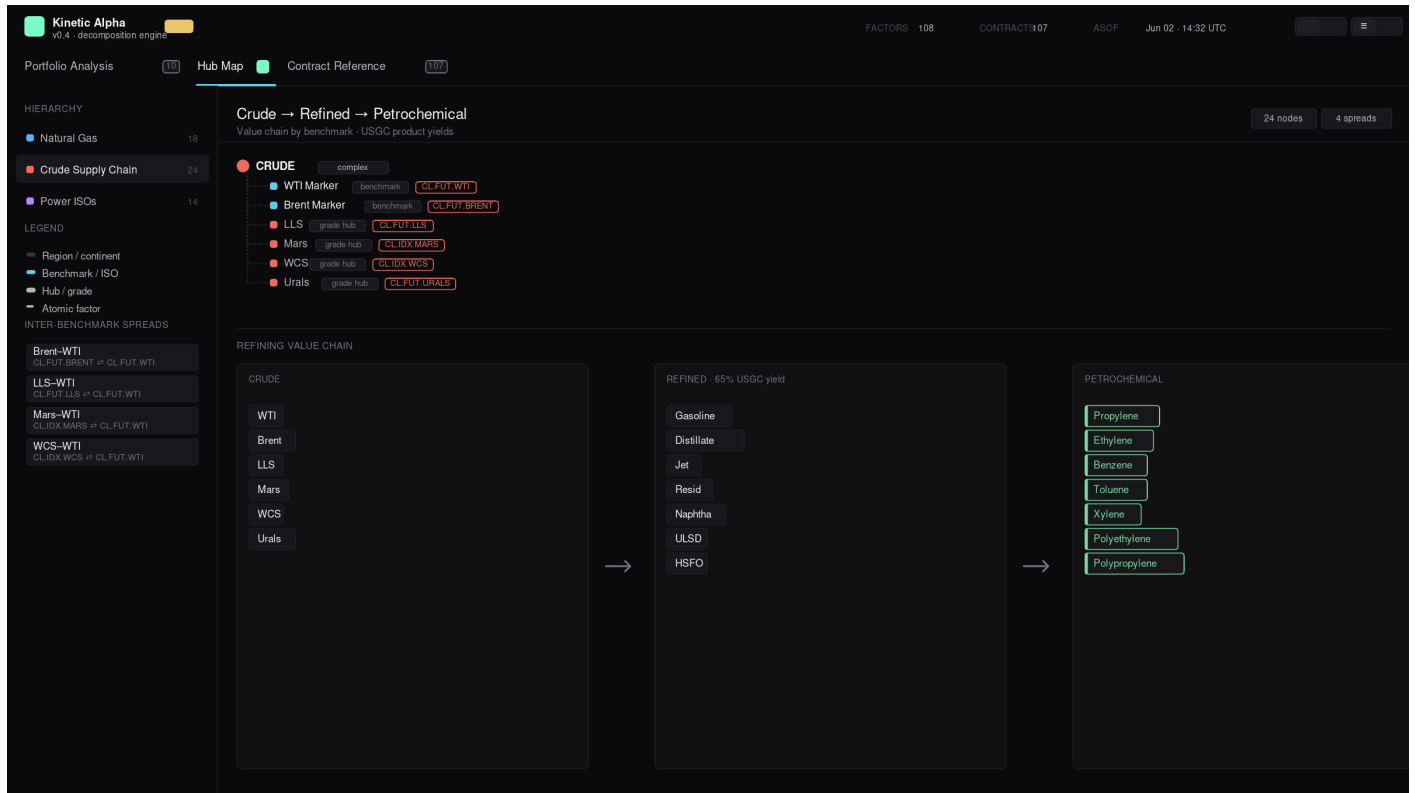 Kinetic Alpha
v0.4 · decomposition engine
FACTORS 108 CONTRACTS 107 ASOF Jun 02 · 14:32 UTC
Portfolio Analysis 10 Hub Map Contract Reference 107
HIERARCHY
Natural Gas 18
Crude Supply Chain 24
Power ISOs 14
LEGEND
Region / continent
Benchmark / ISO
Hub / grade
Atomic factor
INTER-BENCHMARK SPREADS
Brent–WTI
CL.FUT.BRENT ⇄ CL.FUT.WTI
LLS–WTI
CL.FUT.LLS ⇄ CL.FUT.WTI
Mars–WTI
CL.IDX.MARS ⇄ CL.FUT.WTI
WCS–WTI
CL.IDX.WCS ⇄ CL.FUT.WTI
Crude → Refined → Petrochemical
Value chain by benchmark · USGC product yields
24 nodes 4 spreads
CRUDE complex
WTI Marker benchmark CL.FUT.WTI
Brent Marker benchmark CL.FUT.BRENT
LLS grade hub CL.FUT.LLS
Mars grade hub CL.IDX.MARS
WCS grade hub CL.IDX.WCS
Urals grade hub CL.FUT.URALS
REFINING VALUE CHAIN
CRUDE
WTI
Brent
LLS
Mars
WCS
Urals
→
REFINED · 65% USGC yield
Gasoline
Distillate
Jet
Resid
Naphtha
ULSD
HSFO
→
PETROCHEMICAL
Propylene
Ethylene
Benzene
Toluene
Xylene
Polyethylene
Polypropylene